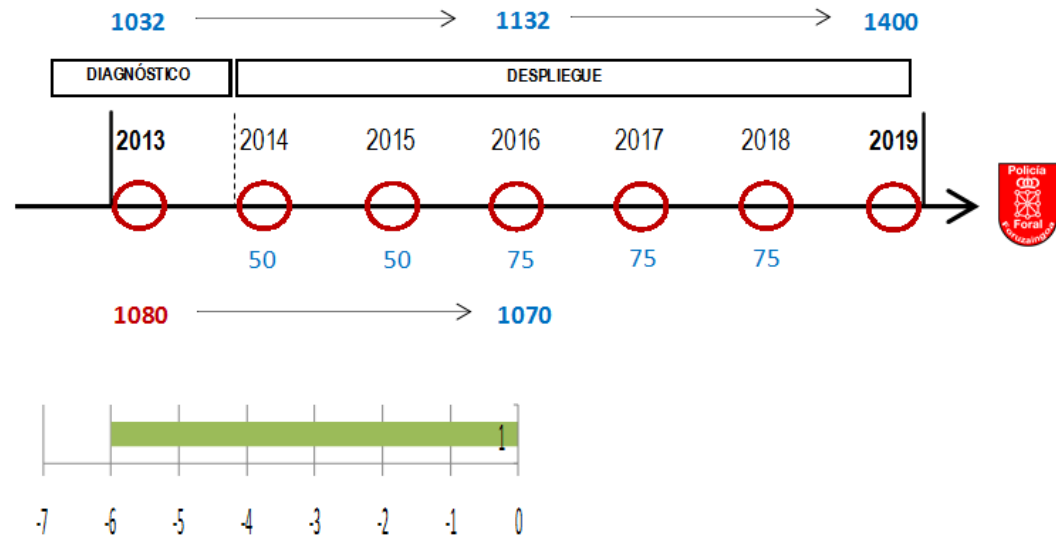 1032 1132 1400
DIAGNÓSTICO DESPLIEGUE
2013 2014 2015 2016 2017 2018 2019
Policía
Foral
Foruzaingoa
50 50 75 75 75
1080 1070
1
-7 -6 -5 -4 -3 -2 -1 0